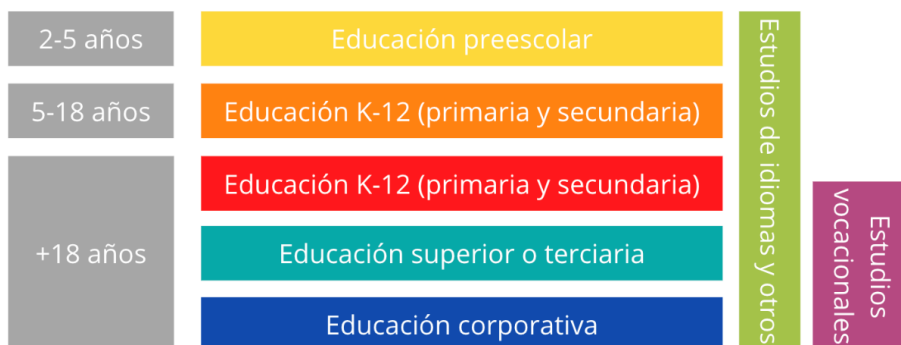 2-5 años
Educación preescolar
5-18 años
Educación K-12 (primaria y secundaria)
+18 años
Educación K-12 (primaria y secundaria)
Educación superior o terciaria
Educación corporativa
Estudios de idiomas y otros
Estudios
vocacionales